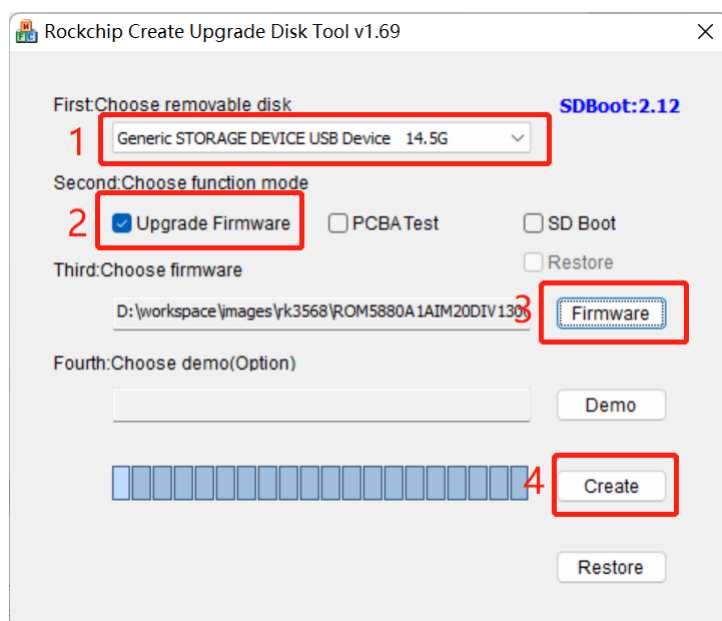 Rockchip Create Upgrade Disk Tool v1.69
First:Choose removable disk
SDBoot:2.12
1
Generic STORAGE DEVICE USB Device 14.5G
Second:Choose function mode
2
Upgrade Firmware
PCBA Test
SD Boot
Third:Choose firmware
Restore
D:\workspace\images\rk3568\ROM5880A1AIM20DIV130
3
Firmware
Fourth:Choose demo(Option)
Demo
4
Create
Restore